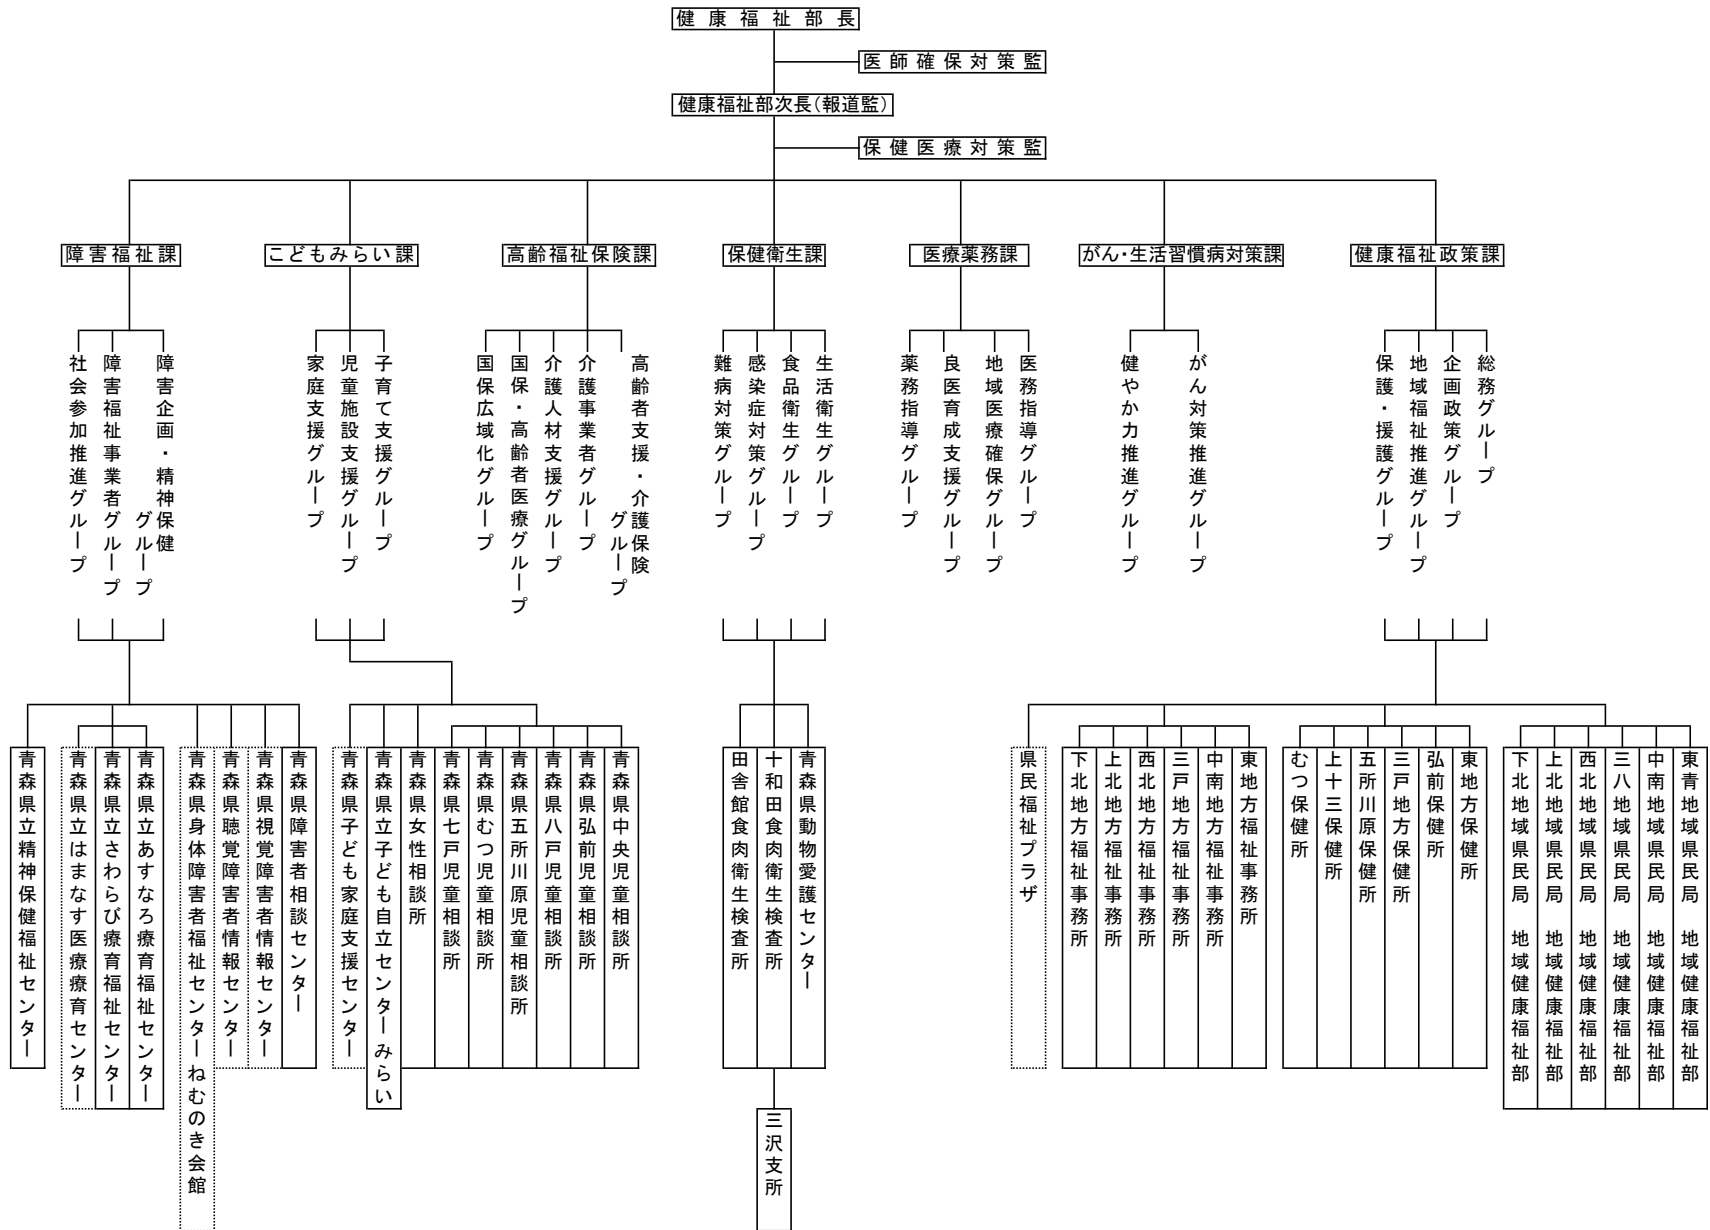 健康福祉部長
医師確保対策監
健康福祉部次長(報道監)
保健医療対策監
障害福祉課
こどもみらい課
高齢福祉保険課
保健衛生課
医療薬務課
がん・生活習慣病対策課
健康福祉政策課
社会参加推進グループ
障害福祉事業者グループ
障害企画・精神保健
グループ
家庭支援グループ
児童施設支援グループ
子育て支援グループ
国保広域化グループ
国保・高齢者医療グループ
介護人材支援グループ
介護事業者グループ
高齢者支援・介護保険
グループ
難病対策グループ
感染症対策グループ
食品衛生グループ
生活衛生グループ
薬務指導グループ
良医育成支援グループ
地域医療確保グループ
医務指導グループ
健やか力推進グループ
がん対策推進グループ
保護・援護グループ
地域福祉推進グループ
企画政策グループ
総務グループ
青森県立精神保健福祉センター
青森県立はまなす医療療育センター
青森県立さわらび療育福祉センター
青森県立あすなろ療育福祉センター
青森県身体障害者福祉センターねむのき会館
青森県聴覚障害者情報センター
青森県視覚障害者情報センター
青森県障害者相談センター
青森県子ども家庭支援センター
青森県立子ども自立センターみらい
青森県女性相談所
青森県七戸児童相談所
青森県むつ児童相談所
青森県五所川原児童相談所
青森県八戸児童相談所
青森県弘前児童相談所
青森県中央児童相談所
田舎館食肉衛生検査所
十和田食肉衛生検査所
青森県動物愛護センター
三沢支所
県民福祉プラザ
下北地方福祉事務所
上北地方福祉事務所
西北地方福祉事務所
三戸地方福祉事務所
中南地方福祉事務所
東地方福祉事務所
むつ保健所
上十三保健所
五所川原保健所
三戸地方保健所
弘前保健所
東地方保健所
下北地域県民局 地域健康福祉部
上北地域県民局 地域健康福祉部
西北地域県民局 地域健康福祉部
三八地域県民局 地域健康福祉部
中南地域県民局 地域健康福祉部
東青地域県民局 地域健康福祉部